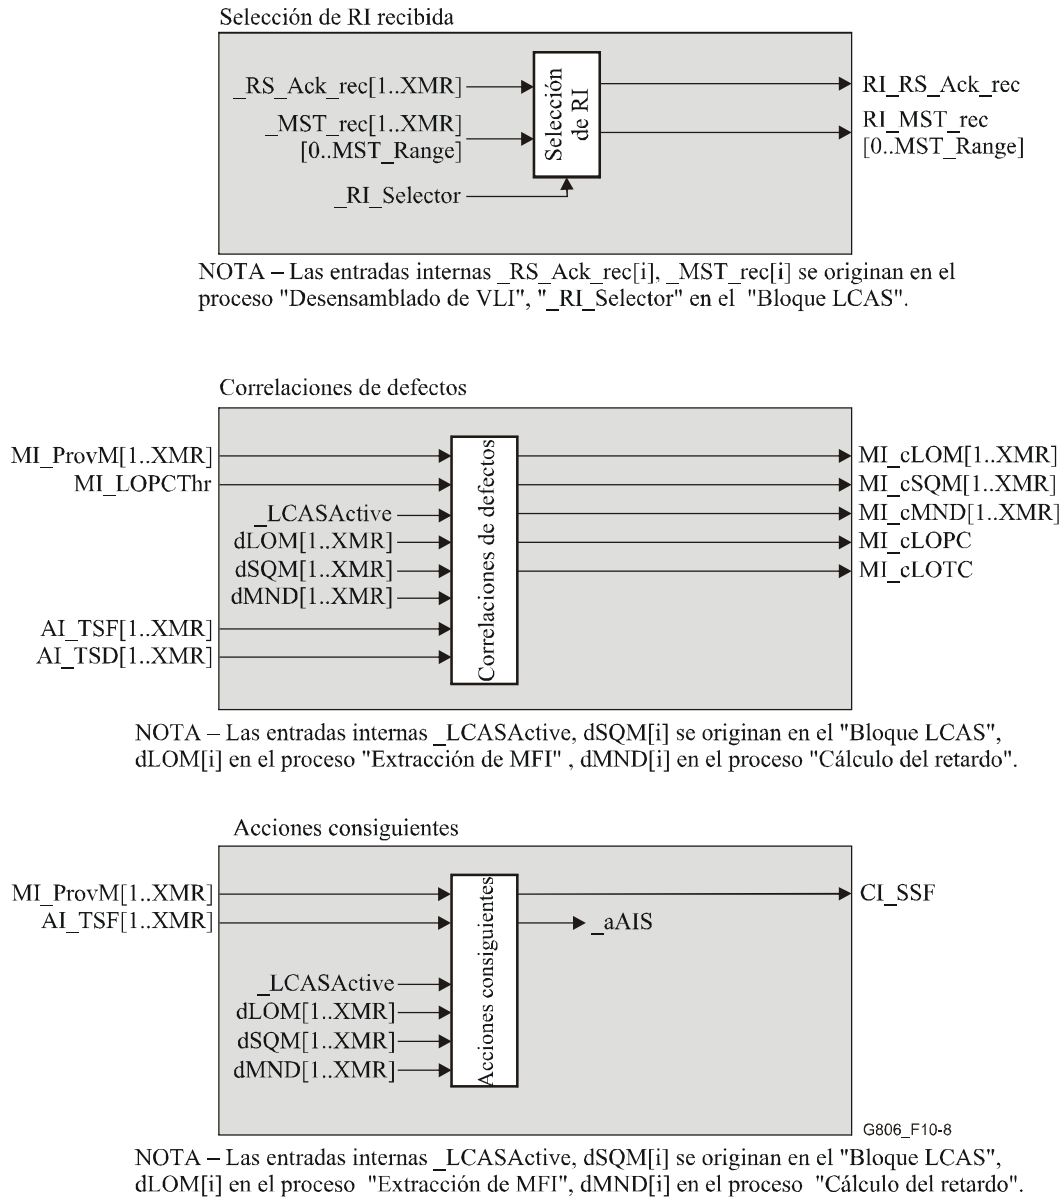 Selección de RI recibida
_RS_Ack_rec[1..XMR]
_MST_rec[1..XMR]
[0..MST_Range]
_RI_Selector
Selección
de RI
RI_RS_Ack_rec
RI_MST_rec
[0..MST_Range]
NOTA – Las entradas internas _RS_Ack_rec[i], _MST_rec[i] se originan en el
proceso "Desensamblado de VLI", "_RI_Selector" en el "Bloque LCAS".
Correlaciones de defectos
MI_ProvM[1..XMR]
MI_LOPCThr
_LCASActive
dLOM[1..XMR]
dSQM[1..XMR]
dMND[1..XMR]
AI_TSF[1..XMR]
AI_TSD[1..XMR]
Correlaciones de defectos
MI_cLOM[1..XMR]
MI_cSQM[1..XMR]
MI_cMND[1..XMR]
MI_cLOPC
MI_cLOTC
NOTA – Las entradas internas _LCASActive, dSQM[i] se originan en el "Bloque LCAS",
dLOM[i] en el proceso "Extracción de MFI" , dMND[i] en el proceso "Cálculo del retardo".
Acciones consiguientes
MI_ProvM[1..XMR]
AI_TSF[1..XMR]
_LCASActive
dLOM[1..XMR]
dSQM[1..XMR]
dMND[1..XMR]
Acciones consiguientes
CI_SSF
_aAIS
G806_F10-8
NOTA – Las entradas internas _LCASActive, dSQM[i] se originan en el "Bloque LCAS",
dLOM[i] en el proceso "Extracción de MFI", dMND[i] en el proceso "Cálculo del retardo".